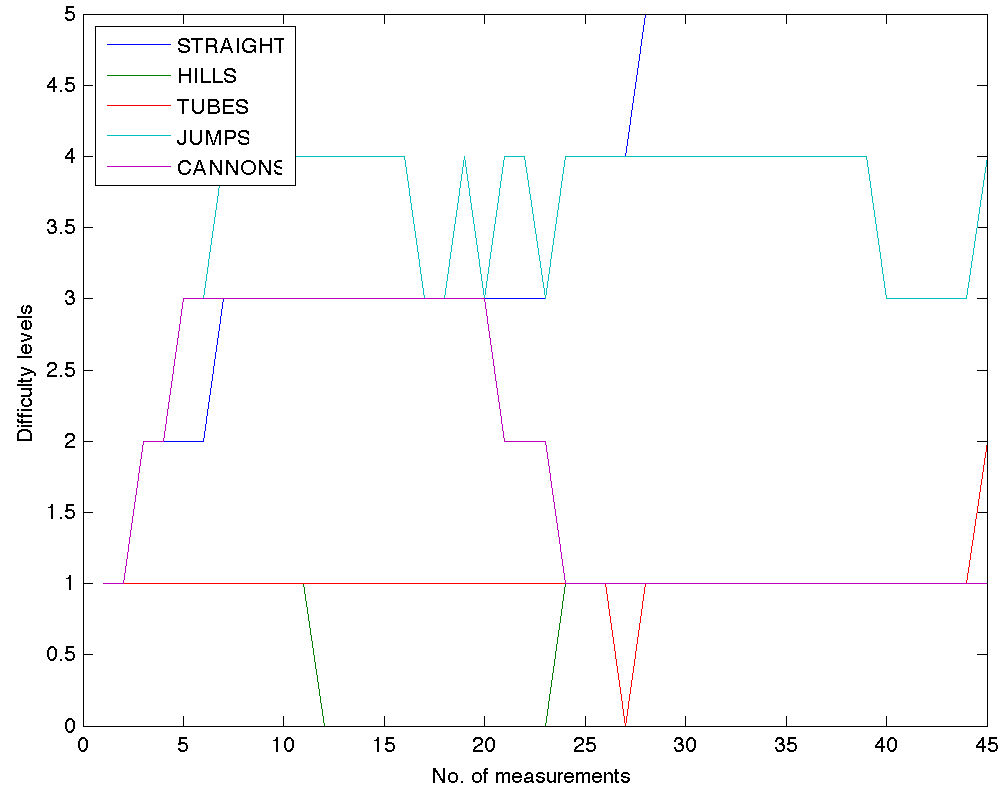 5
4.5
4
3.5
3
2.5
2
1.5
1
0.5
0
Difficulty levels
STRAIGHT
HILLS
TUBES
JUMPS
CANNONS
0 5 10 15 20 25 30 35 40 45
No. of measurements